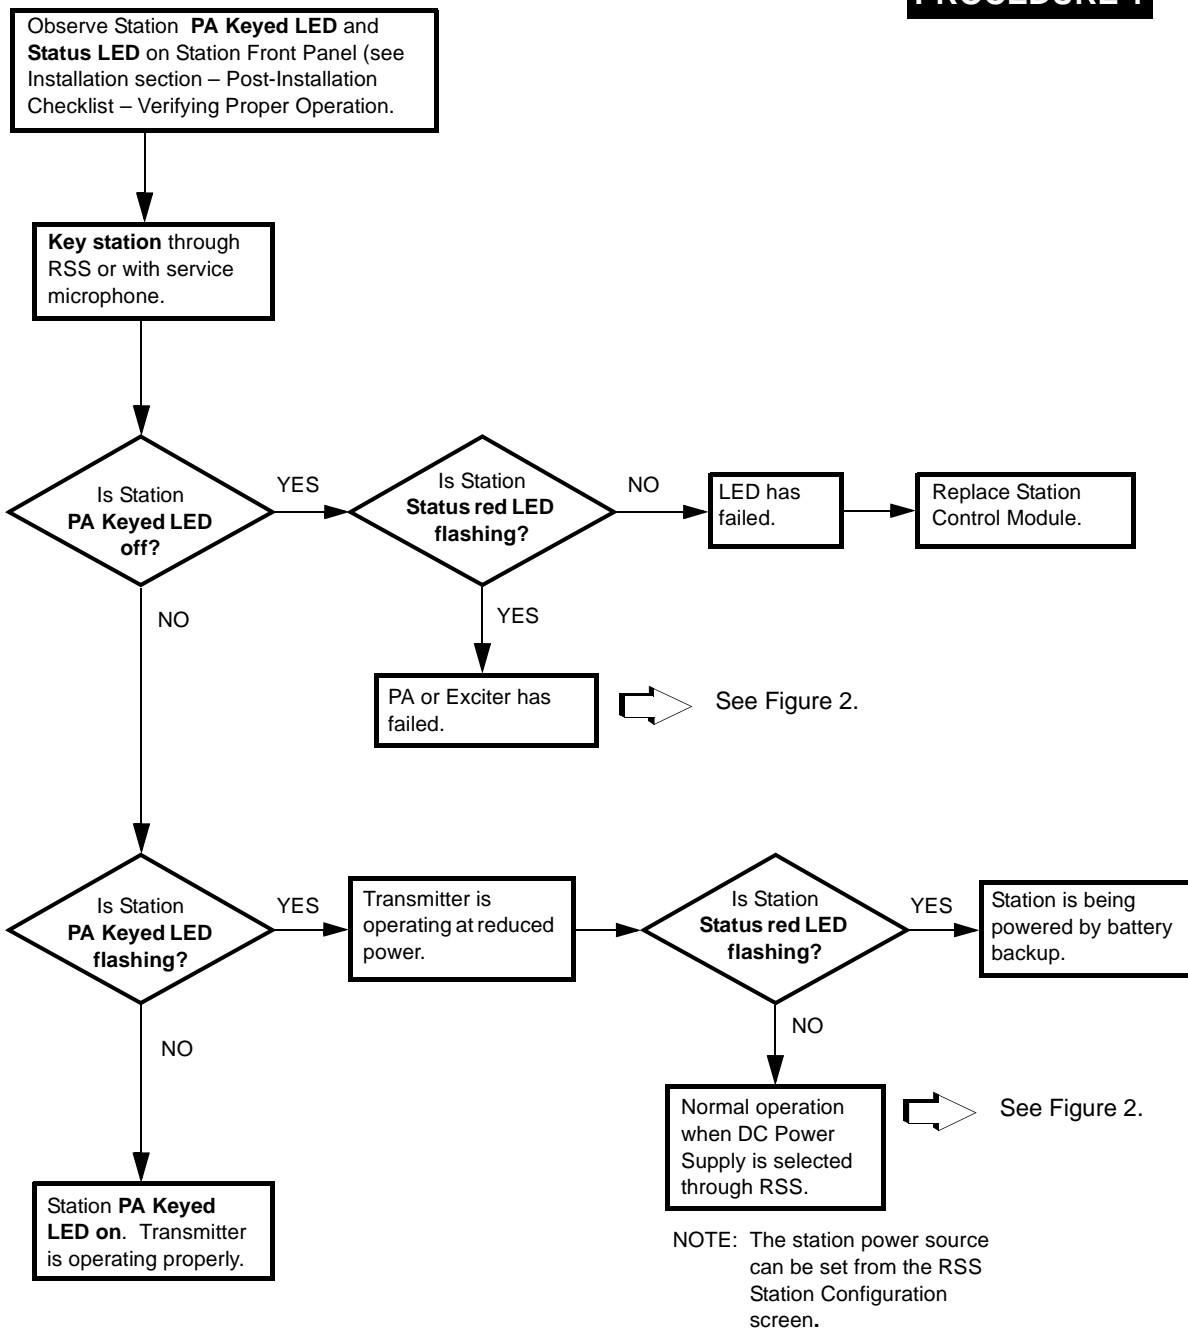 Observe Station PA Keyed LED and
Status LED on Station Front Panel (see
Installation section – Post-Installation
Checklist – Verifying Proper Operation.
Key station through
RSS or with service
microphone.
Is Station
PA Keyed LED
off?
YES
Is Station
Status red LED
flashing?
NO
LED has
failed.
Replace Station
Control Module.
NO
YES
PA or Exciter has
failed.
See Figure 2.
Is Station
PA Keyed LED
flashing?
YES
Transmitter is
operating at reduced
power.
Is Station
Status red LED
flashing?
YES
Station is being
powered by battery
backup.
NO
NO
Normal operation
when DC Power
Supply is selected
through RSS.
See Figure 2.
Station PA Keyed
LED on. Transmitter
is operating properly.
NOTE: The station power source
can be set from the RSS
Station Configuration
screen.